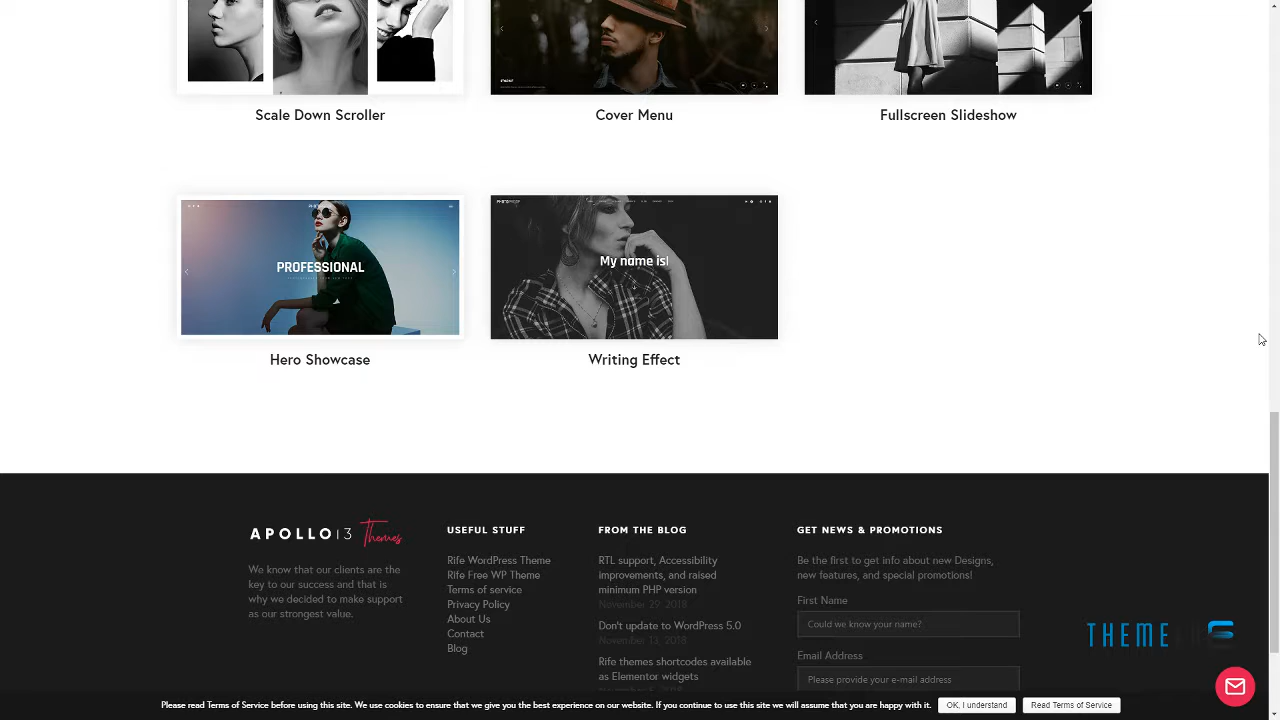 Scale Down Scroller
Cover Menu
Fullscreen Slideshow
PROFESSIONAL
My name is!
Hero Showcase
Writing Effect
APOLLO13 Themes
We know that our clients are the
key to our success and that is
why we decided to make support
as our strongest value.
USEFUL STUFF
Rife WordPress Theme
Rife Free WP Theme
Terms of service
Privacy Policy
About Us
Contact
Blog
FROM THE BLOG
RTL support, Accessibility
improvements, and raised
minimum PHP version
November 29, 2018
Don't update to WordPress 5.0
November 13, 2018
Rife themes shortcodes available
as Elementor widgets
GET NEWS & PROMOTIONS
Be the first to get info about new Designs,
new features, and special promotions!
First Name
Could we know your name?
Email Address
Please provide your e-mail address
THEME
Please read Terms of Service before using this site. We use cookies to ensure that we give you the best experience on our website. If you continue to use this site we will assume that you are happy with it.
OK, I understand
Read Terms of Service